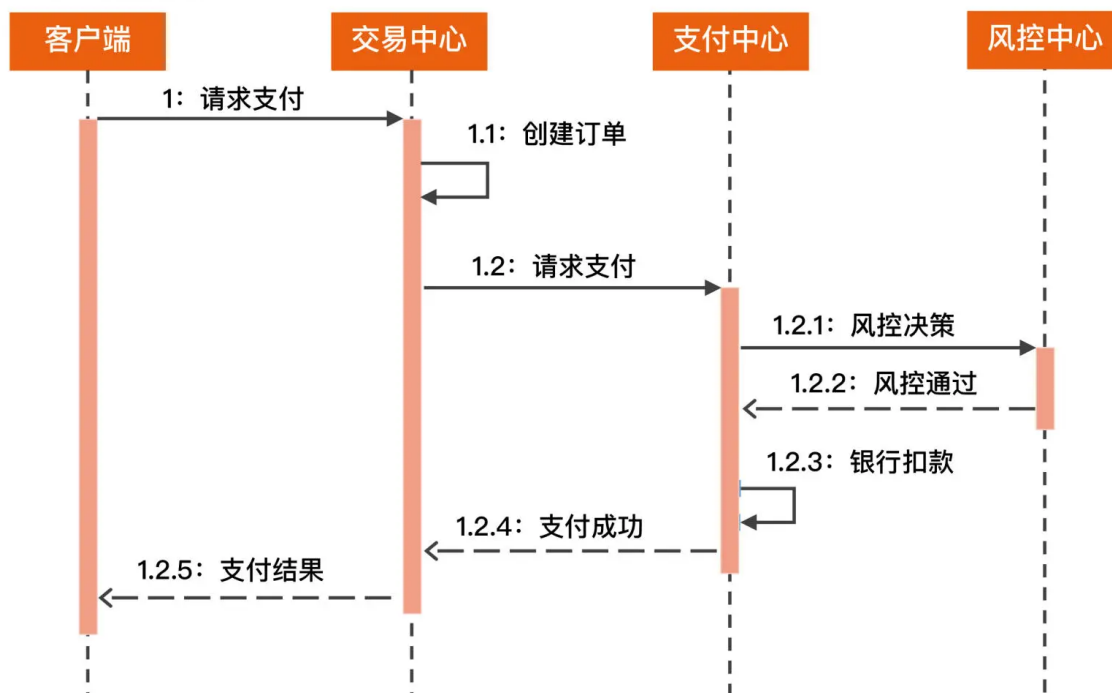 客户端
交易中心
支付中心
风控中心
1：请求支付
1.1：创建订单
1.2：请求支付
1.2.1：风控决策
1.2.2：风控通过
1.2.3：银行扣款
1.2.4：支付成功
1.2.5：支付结果